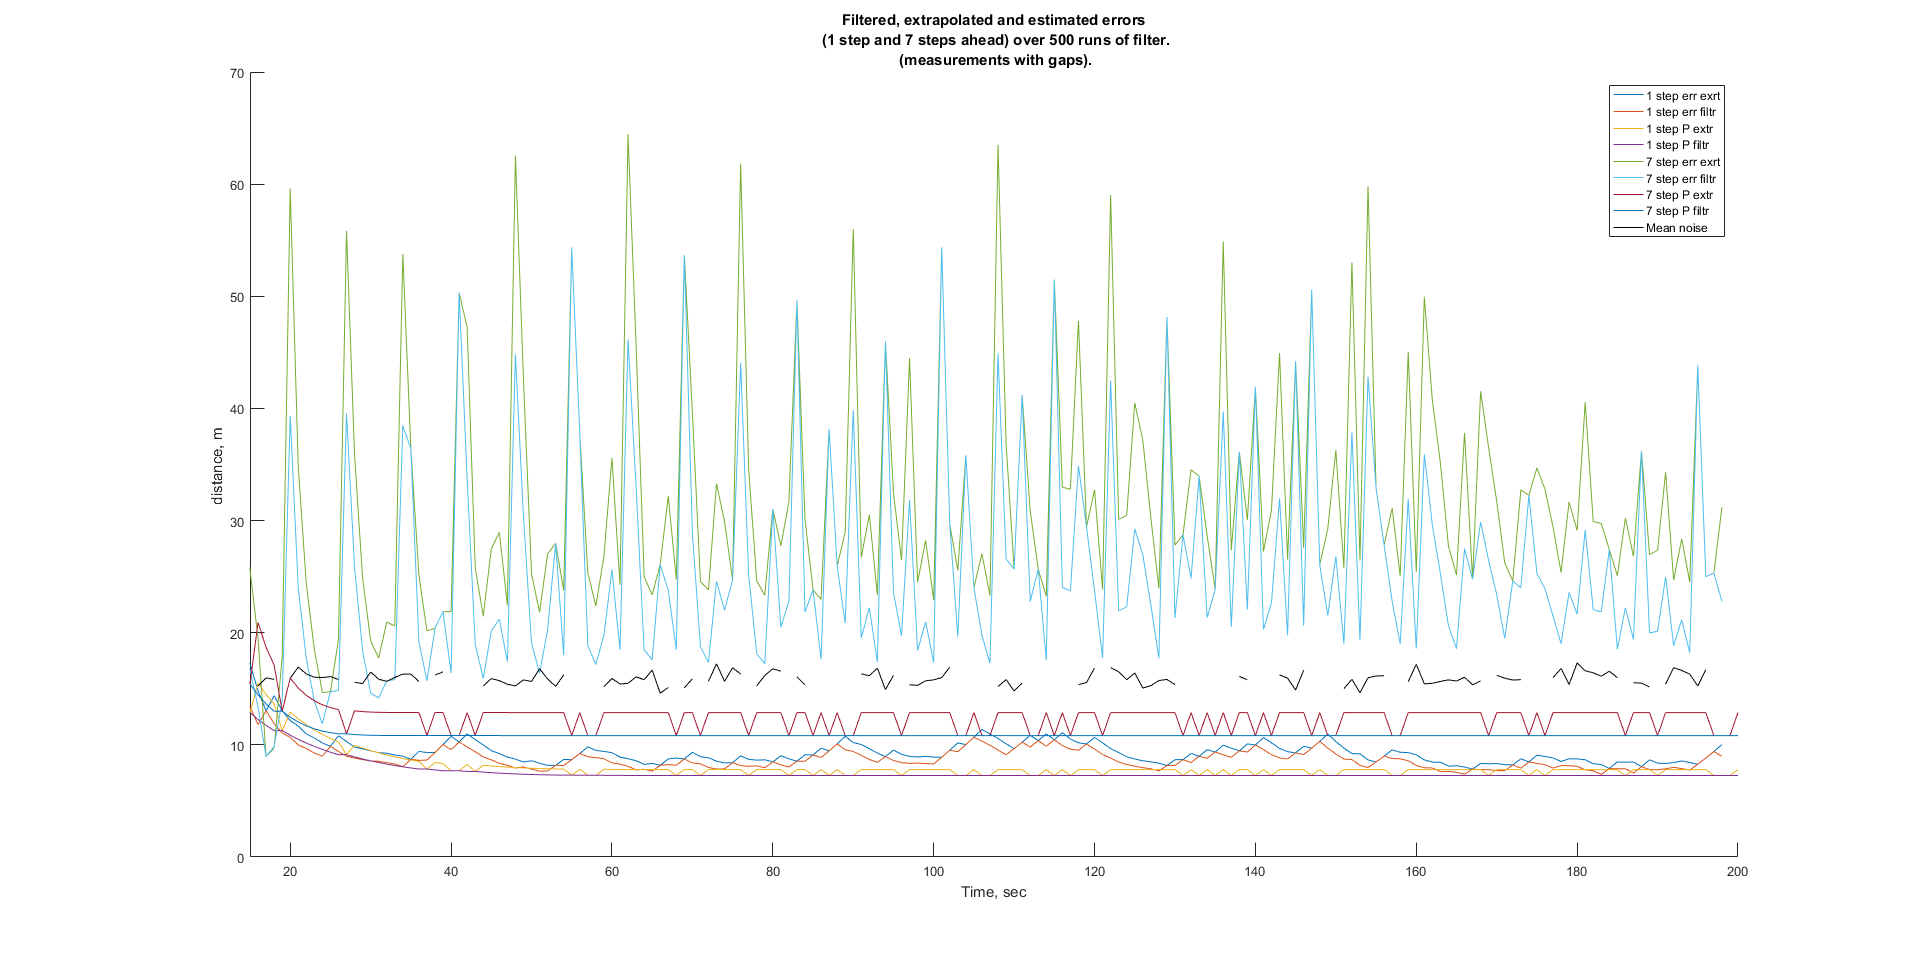 Filtered, extrapolated and estimated errors
(1 step and 7 steps ahead) over 500 runs of filter.
(measurements with gaps).
70
60
50
40
30
20
10
0
distance, m
1 step err exrt
1 step err filtr
1 step P extr
1 step P filtr
7 step err exrt
7 step err filtr
7 step P extr
7 step P filtr
Mean noise
20 40 60 80 100 120 140 160 180 200
Time, sec